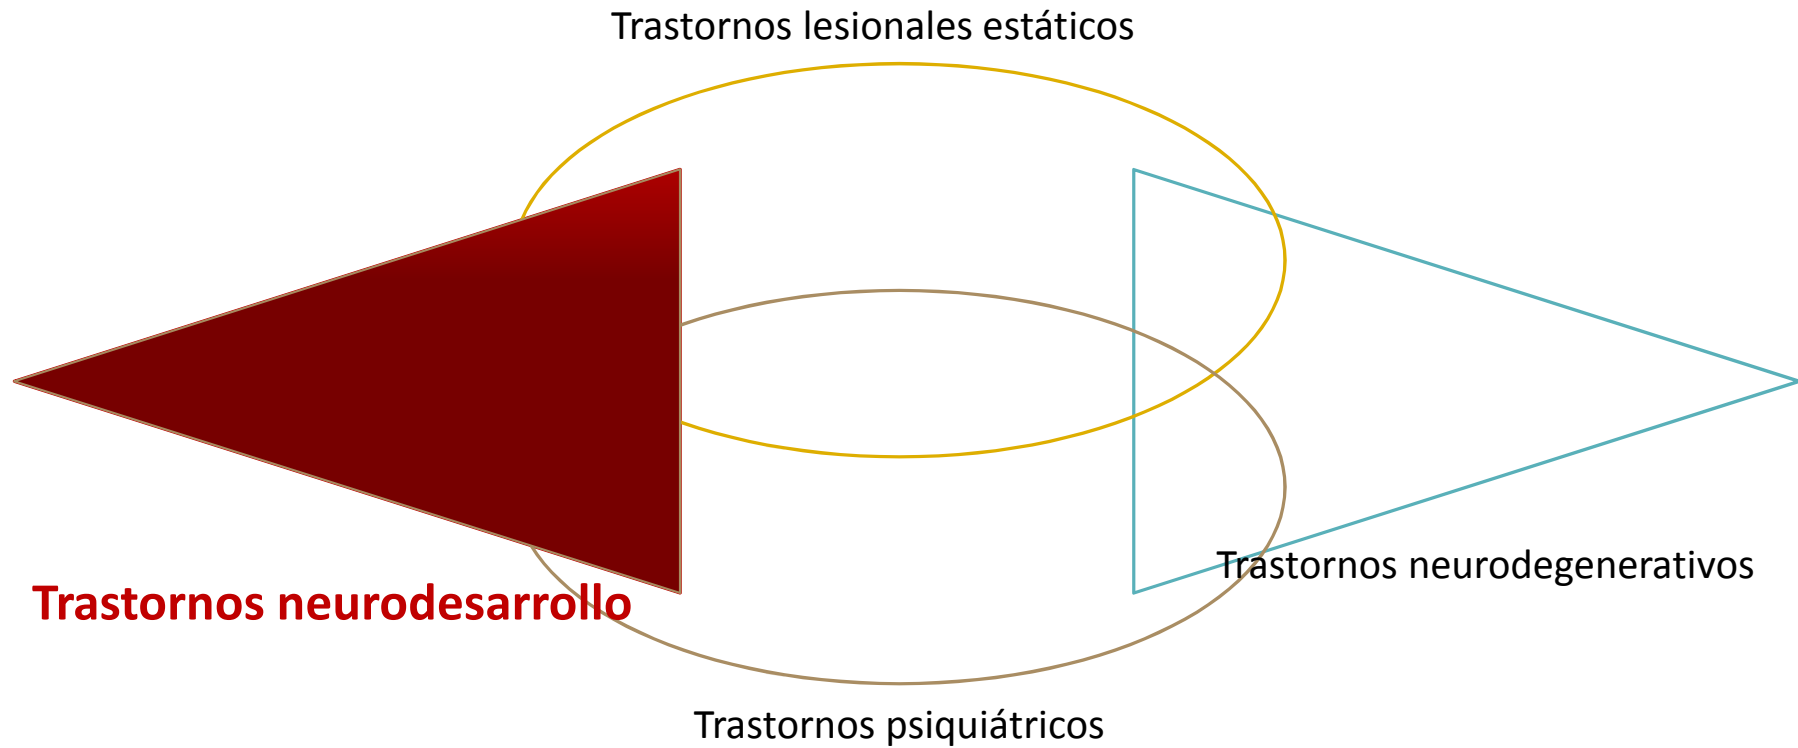 Trastornos lesionales estáticos
Trastornos neurodegenerativos
Trastornos neurodesarrollo
Trastornos psiquiátricos